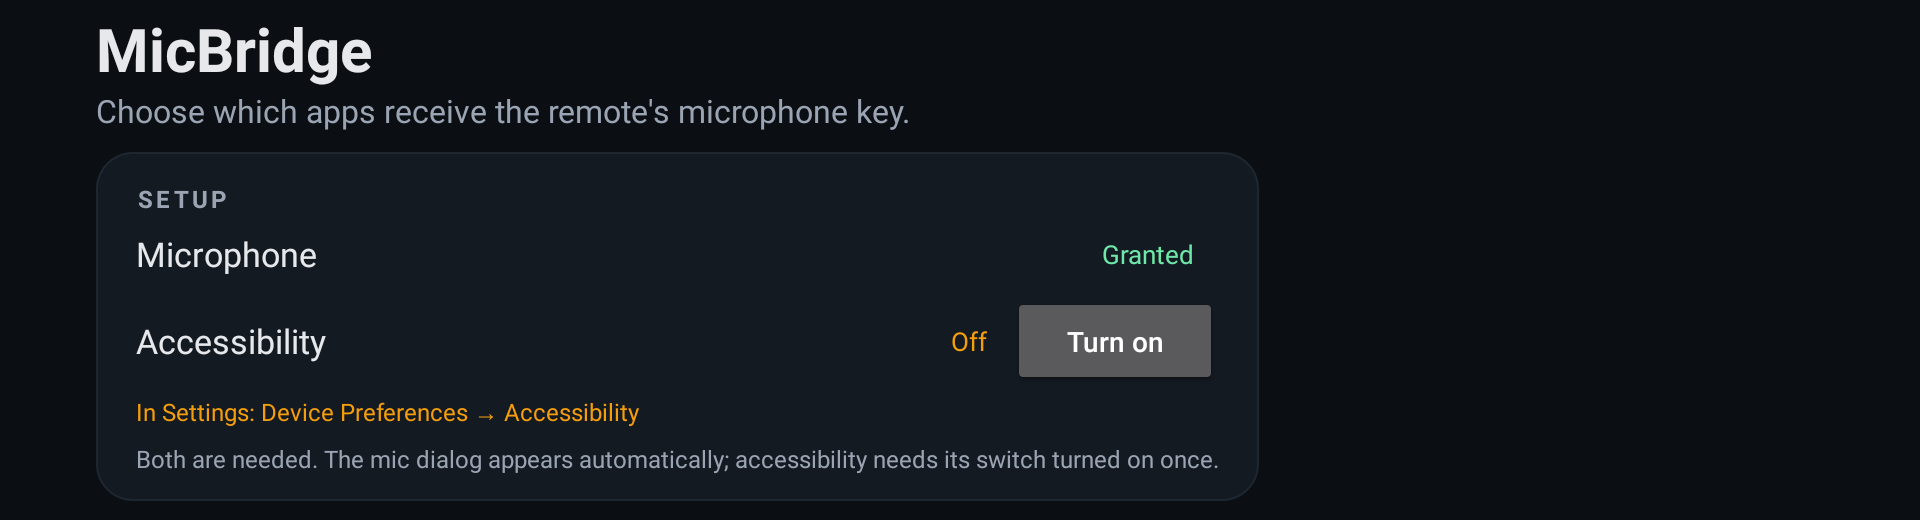 MicBridge
Choose which apps receive the remote's microphone key.
SETUP
Microphone Granted
Accessibility Off Turn on
In Settings: Device Preferences → Accessibility
Both are needed. The mic dialog appears automatically; accessibility needs its switch turned on once.